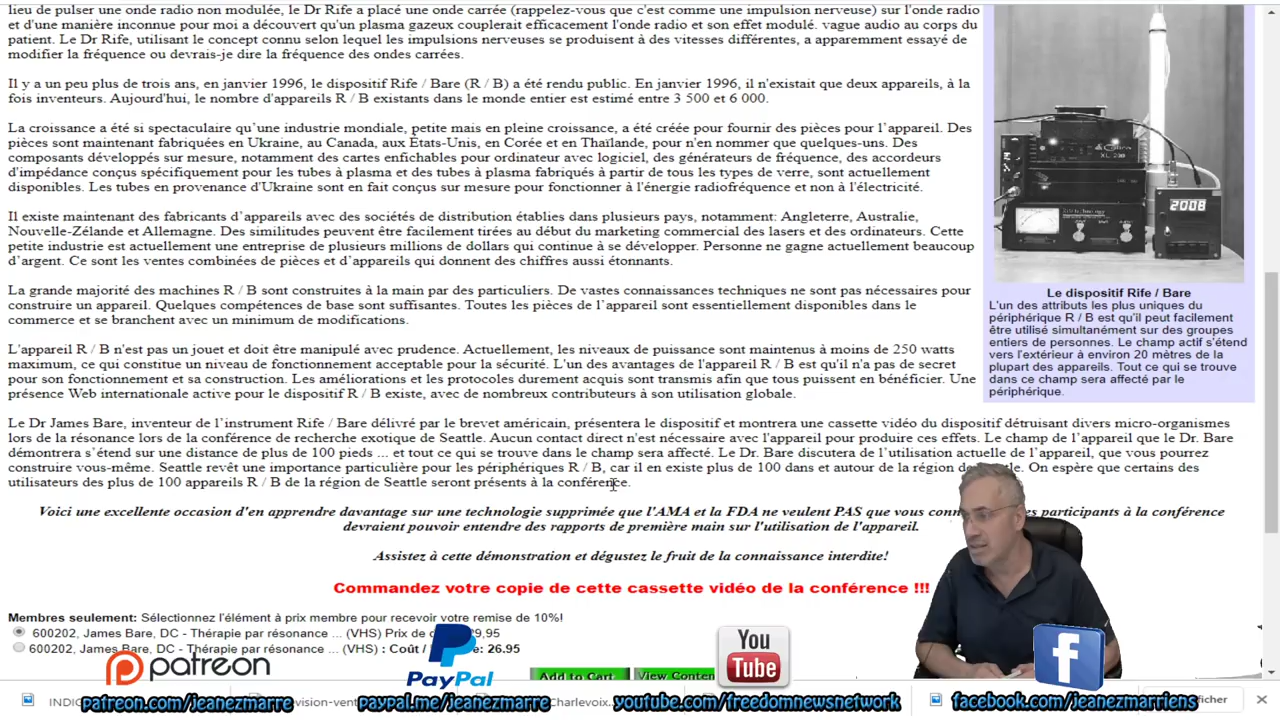 lieu de pulser une onde radio non modulée, le Dr Rife a placé une onde carrée (rappelez-vous que c'est comme une impulsion nerveuse) sur l'onde radio
et d'une manière inconnue pour moi a découvert qu'un plasma gazeux couplerait efficacement l'onde radio et son effet modulé. vague audio au corps du
patient. Le Dr Rife, utilisant le concept connu selon lequel les impulsions nerveuses se produisent à des vitesses différentes, a apparemment essayé de
modifier la fréquence ou devrais-je dire la fréquence des ondes carrées.
Il y a un peu plus de trois ans, en janvier 1996, le dispositif Rife / Bare (R / B) a été rendu public. En janvier 1996, il n'existait que deux appareils, à la
fois inventeurs. Aujourd'hui, le nombre d'appareils R / B existants dans le monde entier est estimé entre 3 500 et 6 000.
La croissance a été si spectaculaire qu'une industrie mondiale, petite mais en pleine croissance, a été créée pour fournir des pièces pour l'appareil. Des
pièces sont maintenant fabriquées en Ukraine, au Canada, aux États-Unis, en Corée et en Thaïlande, pour n'en nommer que quelques-uns. Des
composants développés sur mesure, notamment des cartes enfichables pour ordinateur avec logiciel, des générateurs de fréquence, des accordeurs
d'impédance conçus spécifiquement pour les tubes à plasma et des tubes à plasma fabriqués à partir de tous les types de verre, sont actuellement
disponibles. Les tubes en provenance d'Ukraine sont en fait conçus sur mesure pour fonctionner à l'énergie radiofréquence et non à l'électricité.
Il existe maintenant des fabricants d'appareils avec des sociétés de distribution établies dans plusieurs pays, notamment: Angleterre, Australie,
Nouvelle-Zélande et Allemagne. Des similitudes peuvent être facilement tirées au début du marketing commercial des lasers et des ordinateurs. Cette
petite industrie est actuellement une entreprise de plusieurs millions de dollars qui continue à se développer. Personne ne gagne actuellement beaucoup
d'argent. Ce sont les ventes combinées de pièces et d'appareils qui donnent des chiffres aussi étonnants.
La grande majorité des machines R / B sont construites à la main par des particuliers. De vastes connaissances techniques ne sont pas nécessaires pour
construire un appareil. Quelques compétences de base sont suffisantes. Toutes les pièces de l'appareil sont essentiellement disponibles dans le
commerce et se branchent avec un minimum de modifications.
L'appareil R / B n'est pas un jouet et doit être manipulé avec prudence. Actuellement, les niveaux de puissance sont maintenus à moins de 250 watts
maximum, ce qui constitue un niveau de fonctionnement acceptable pour la sécurité. L'un des avantages de l'appareil R / B est qu'il n'a pas de secret
pour son fonctionnement et sa construction. Les améliorations et les protocoles durement acquis sont transmis afin que tous puissent en bénéficier. Une
présence Web internationale active pour le dispositif R / B existe, avec de nombreux contributeurs à son utilisation globale.
2008
Le dispositif Rife / Bare
L'un des attributs les plus uniques du
périphérique R / B est qu'il peut facilement
être utilisé simultanément sur des groupes
entiers de personnes. Le champ actif s'étend
vers l'extérieur à environ 20 mètres de la
plupart des appareils. Tout ce qui se trouve
dans ce champ sera affecté par le
périphérique.
Le Dr James Bare, inventeur de l'instrument Rife / Bare délivré par le brevet américain, présentera le dispositif et montrera une cassette vidéo du dispositif détruisant divers micro-organismes
lors de la résonance lors de la conférence de recherche exotique de Seattle. Aucun contact direct n'est nécessaire avec l'appareil pour produire ces effets. Le champ de l'appareil que le Dr. Bare
démontrera s'étend sur une distance de plus de 100 pieds ... et tout ce qui se trouve dans le champ sera affecté. Le Dr. Bare discutera de l'utilisation actuelle de l'appareil, que vous pourrez
construire vous-même. Seattle revêt une importance particulière pour les périphériques R / B, car il en existe plus de 100 dans et autour de la région de On espère que certains des
utilisateurs des plus de 100 appareils R / B de la région de Seattle seront présents à la conférence.
Voici une excellente occasion d'en apprendre davantage sur une technologie supprimée que l'AMA et la FDA ne veulent PAS que vous participants à la conférence
devraient pouvoir entendre des rapports de première main sur l'utilisation de l'appareil.
Assistez à cette démonstration et dégustez le fruit de la connaissance interdite!
Commandez votre copie de cette cassette vidéo de la conférence !!!
Membres seulement: Sélectionnez l'élément à prix membre pour recevoir votre remise de 10%!
600202, James Bare, DC - Thérapie par résonance ... (VHS) Prix de 9,95
600202, James Bare, DC - Thérapie par résonance ... (VHS) : Coût / 26.95
Add to Cart View Conten
patreon
PayPal
You
Tube
f
INDIG
patreon.com/jeanezmarre
paypal.me/jeanezmarre
Charlevoix
youtube.com/freedomnewsnetwork
facebook.com/jeanezmarriens